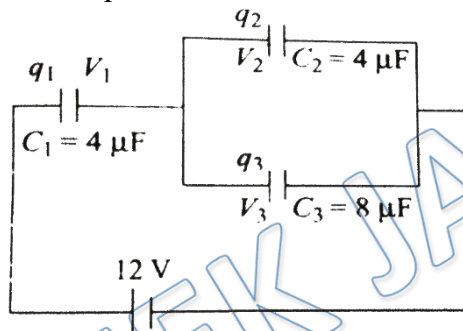 q₂
q₁ V₁
V₂ C₂ = 4 μF
C₁ = 4 μF
q₃
V₃ C₃ = 8 μF
12 V